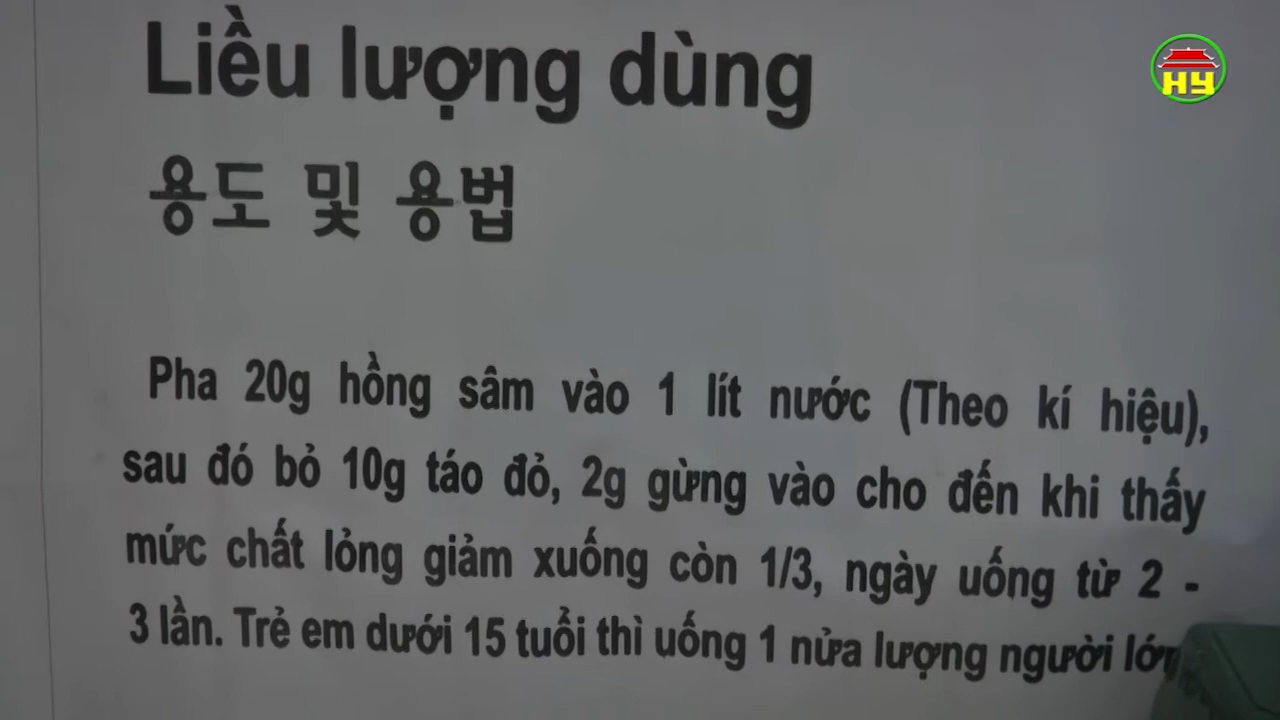 HY
Liều lượng dùng
용도 및 용법
Pha 20g hồng sâm vào 1 lít nước (Theo kí hiệu),
sau đó bỏ 10g táo đỏ, 2g gừng vào cho đến khi thấy
mức chất lỏng giảm xuống còn 1/3, ngày uống từ 2 -
3 lần. Trẻ em dưới 15 tuổi thì uống 1 nửa lượng người lớn